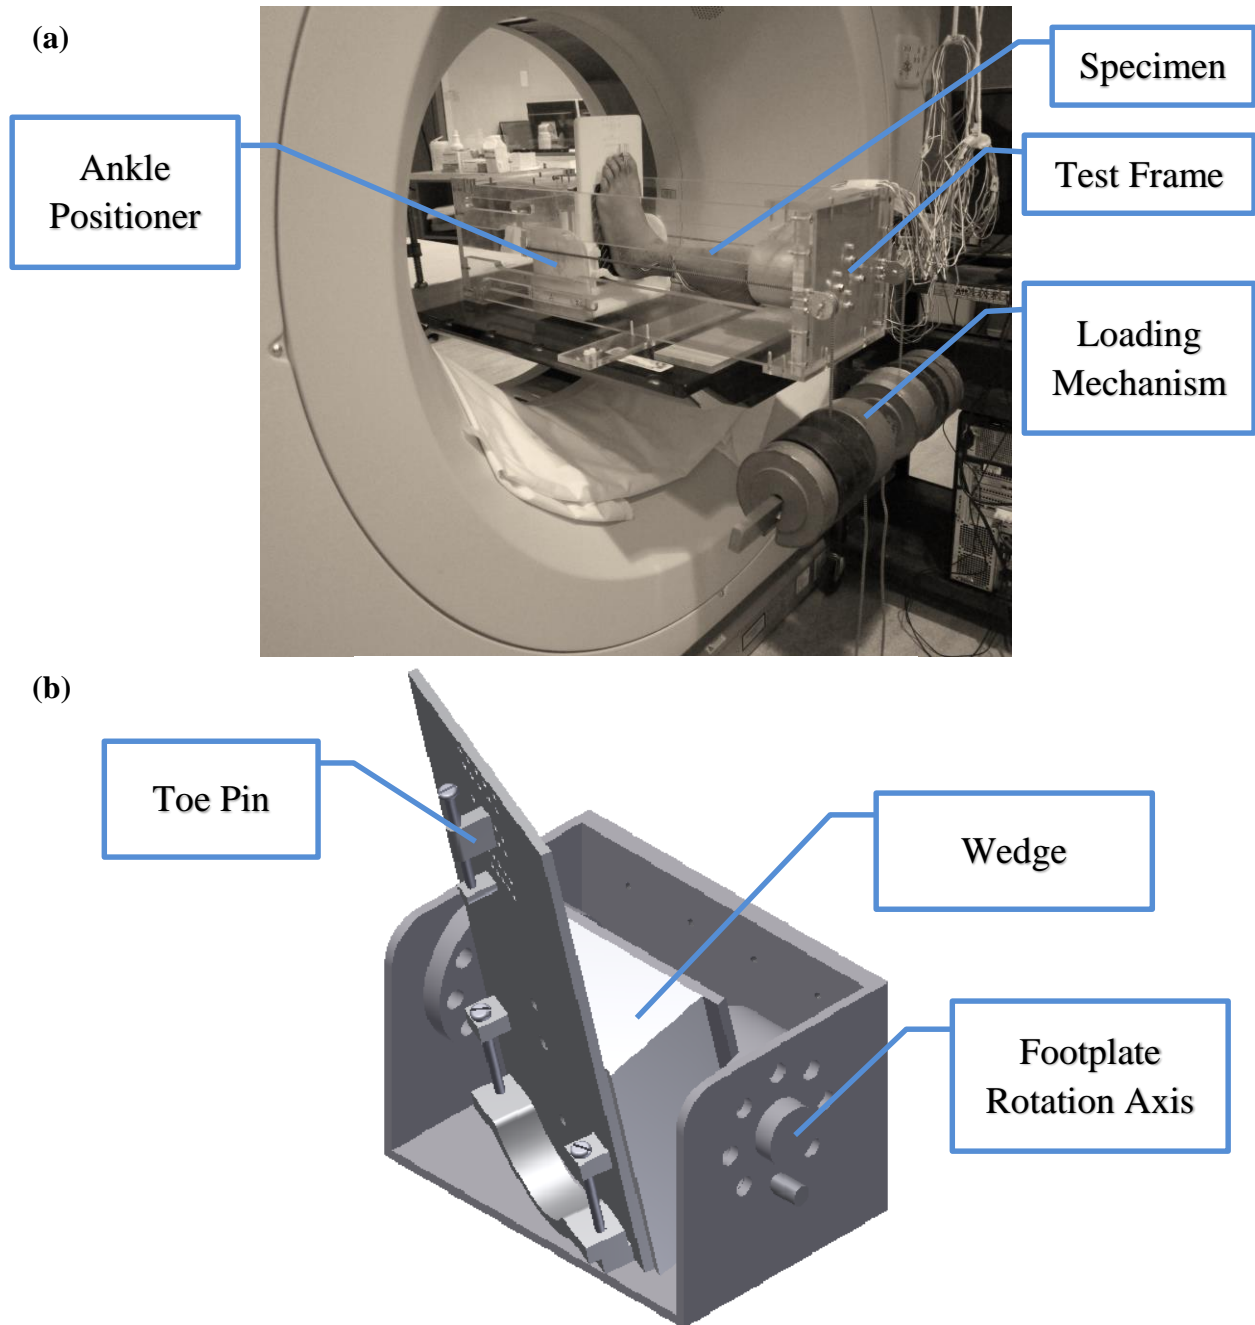 (a)
Specimen
Ankle
Positioner
Test Frame
Loading
Mechanism
(b)
Toe Pin
Wedge
Footplate
Rotation Axis